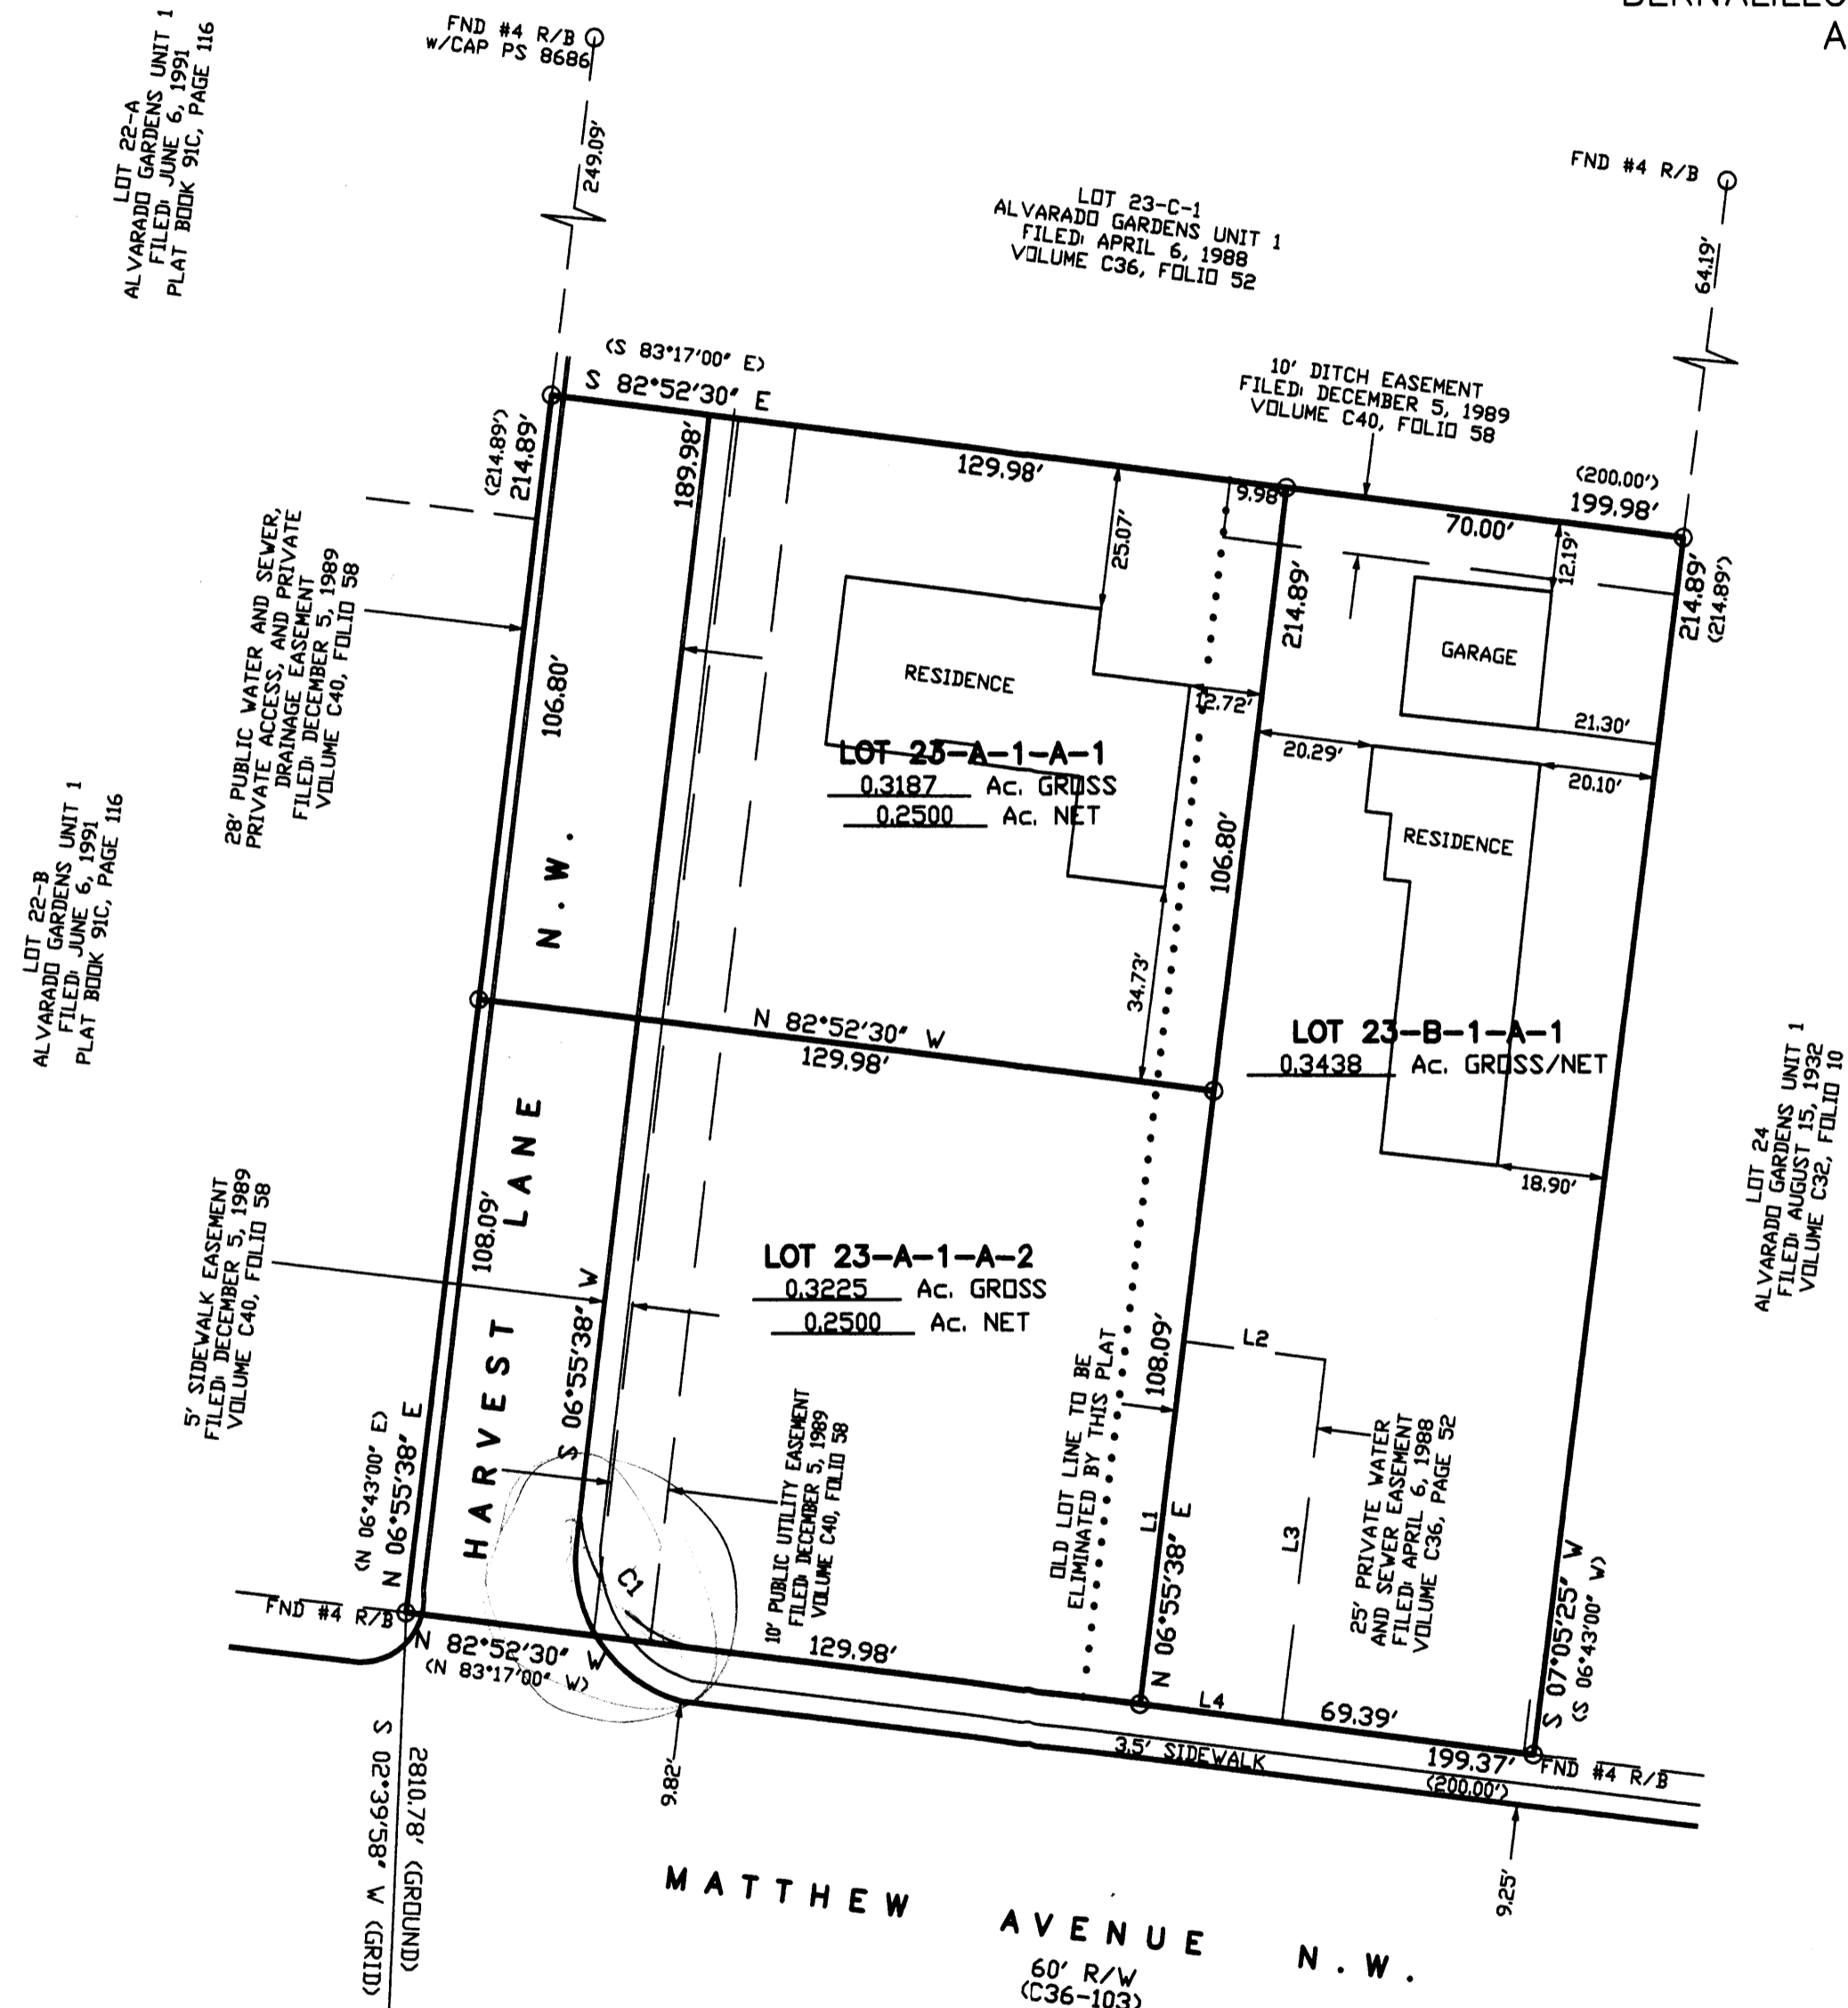 BERNALILLO
A
FND #4 R/B
w/CAP PS 8686
249.09'
LOT 22-A
ALVARADO GARDENS UNIT 1
FILED: JUNE 6, 1991
PLAT BOOK 91C, PAGE 116
LOT 23-C-1
ALVARADO GARDENS UNIT 1
FILED: APRIL 6, 1988
VOLUME C36, FOLIO 52
FND #4 R/B
64.19'
(S 83°17'00" E)
S 82°52'30" E
10' DITCH EASEMENT
FILED: DECEMBER 5, 1989
VOLUME C40, FOLIO 58
(214.89')
214.89'
189.98'
129.98'
25.07'
9.98'
70.00'
(200.00')
199.98'
12.19'
214.89'
214.89'
(214.89')
28' PUBLIC WATER AND SEWER,
PRIVATE ACCESS, AND PRIVATE
DRAINAGE EASEMENT
FILED: DECEMBER 5, 1989
VOLUME C40, FOLIO 58
106.80'
RESIDENCE
12.72'
GARAGE
21.30'
20.29'
20.10'
LOT 23-A-1-A-1
0.3187 Ac. GROSS
0.2500 Ac. NET
106.80'
RESIDENCE
LOT 22-B
ALVARADO GARDENS UNIT 1
FILED: JUNE 6, 1991
PLAT BOOK 91C, PAGE 116
34.73'
N 82°52'30" W
129.98'
LOT 23-B-1-A-1
0.3438 Ac. GROSS/NET
18.90'
LOT 24
ALVARADO GARDENS UNIT 1
FILED: AUGUST 15, 1932
VOLUME C32, FOLIO 10
HARVEST LANE N.W.
108.09'
5' SIDEWALK EASEMENT
FILED: DECEMBER 5, 1989
VOLUME C40, FOLIO 58
S 06°55'38" W
LOT 23-A-1-A-2
0.3225 Ac. GROSS
0.2500 Ac. NET
OLD LOT LINE TO BE
ELIMINATED BY THIS PLAT
108.09'
L2
L1
L3
N 06°55'38" E
25' PRIVATE WATER
AND SEWER EASEMENT
FILED: APRIL 6, 1988
VOLUME C36, PAGE 52
10' PUBLIC UTILITY EASEMENT
FILED: DECEMBER 5, 1989
VOLUME C40, FOLIO 58
(N 06°43'00" E)
N 06°55'38" E
C1
S 07°05'25" W
(S 06°43'00" W)
FND #4 R/B
N 82°52'30" W
(N 83°17'00" W)
129.98'
L4
69.39'
199.37'
(200.00')
FND #4 R/B
3.5' SIDEWALK
9.82'
9.25'
2810.78' (GROUND)
S 02°39'58" W (GRID)
MATTHEW AVENUE N.W.
60' R/W
(C36-103)